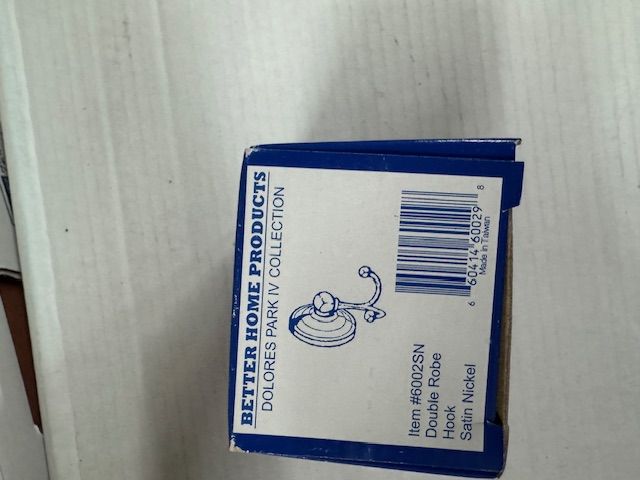 BETTER HOME PRODUCTS
DOLORES PARK IV COLLECTION
Item #6002SN
Double Robe
Hook
Satin Nickel
6 60414 60029 8
Made in Taiwan